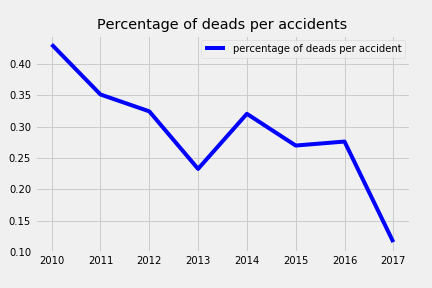 Percentage of deads per accidents
percentage of deads per accident
0.40
0.35
0.30
0.25
0.20
0.15
0.10
2010 2011 2012 2013 2014 2015 2016 2017